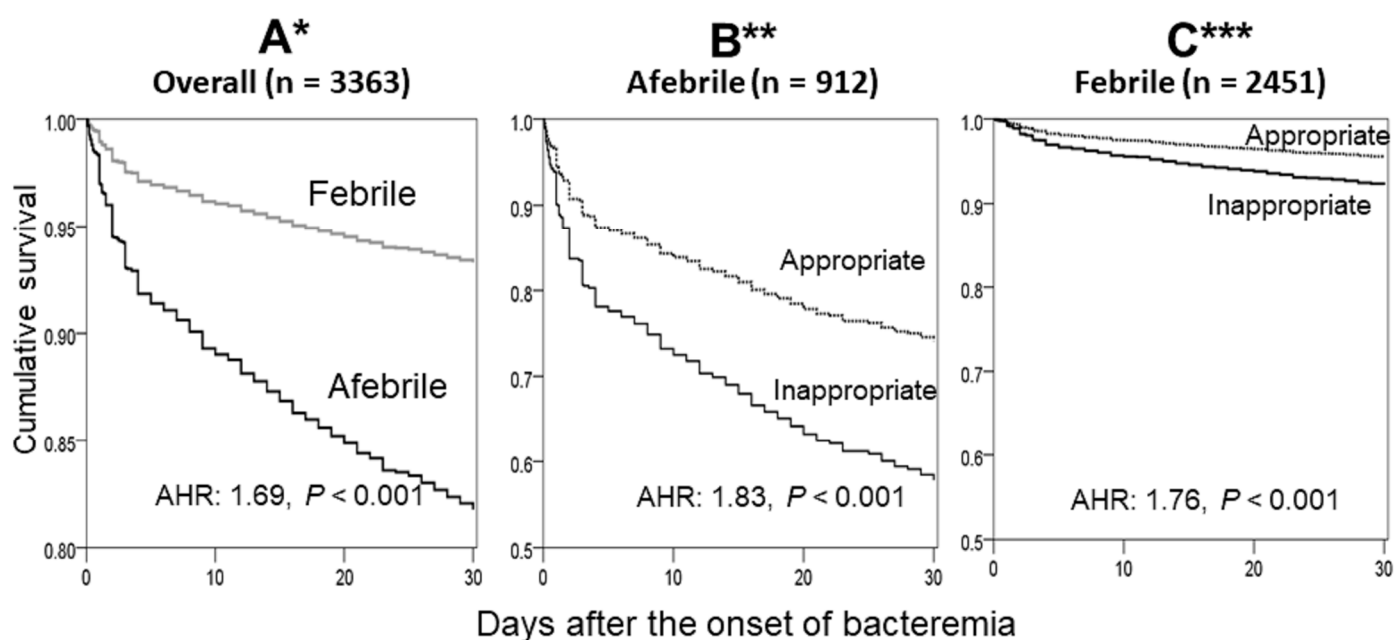 A*
Overall (n = 3363)
1.00
0.95
0.90
0.85
0.80
Cumulative survival
Febrile
Afebrile
AHR: 1.69, P < 0.001
0
10
20
30
B**
Afebrile (n = 912)
1.0
0.9
0.8
0.7
0.6
0.5
Appropriate
Inappropriate
AHR: 1.83, P < 0.001
0
10
20
30
C***
Febrile (n = 2451)
1.0
0.9
0.8
0.7
0.6
0.5
Appropriate
Inappropriate
AHR: 1.76, P < 0.001
0
10
20
30
Days after the onset of bacteremia